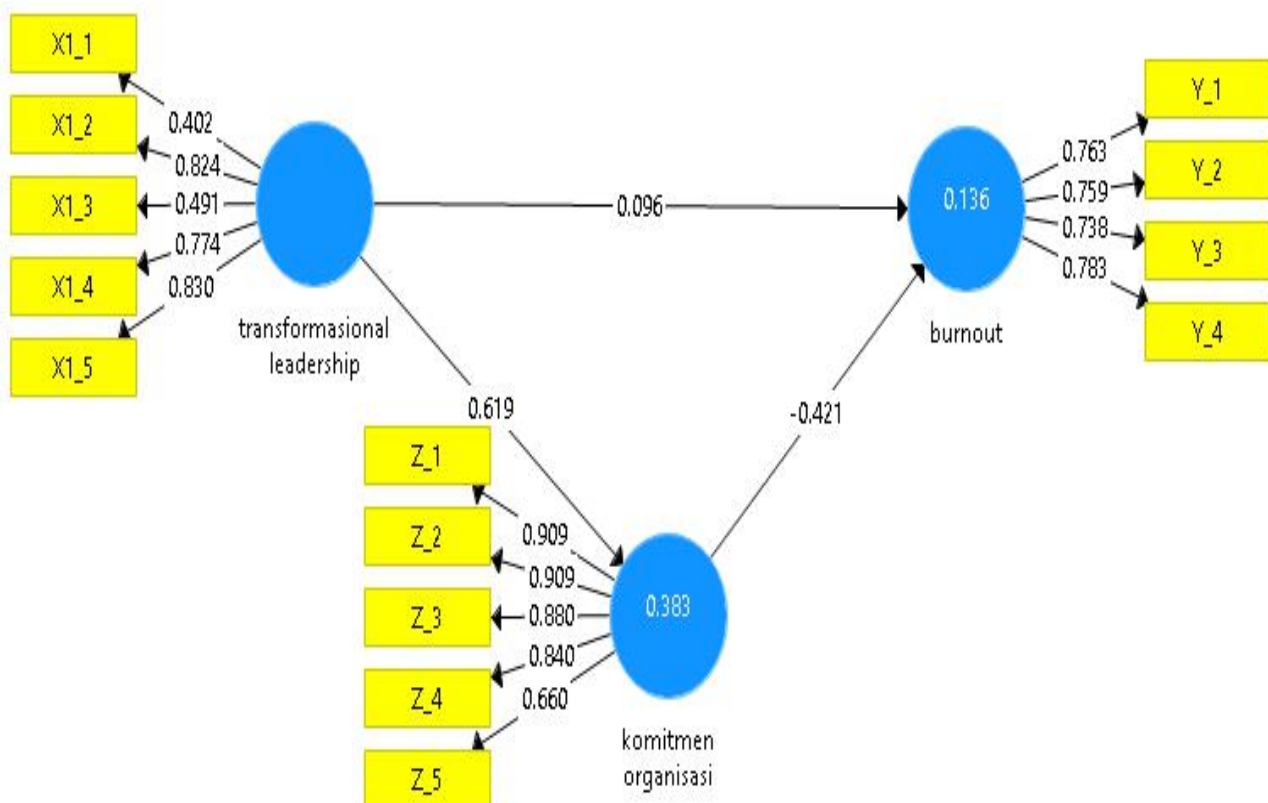 X1_1
X1_2
X1_3
X1_4
X1_5
0.402
0.824
0.491
0.774
0.830
transformasional
leadership
0.096
0.619
-0.421
0.136
burnout
0.763
0.759
0.738
0.783
Y_1
Y_2
Y_3
Y_4
Z_1
Z_2
Z_3
Z_4
Z_5
0.909
0.909
0.880
0.840
0.660
0.383
komitmen
organisasi